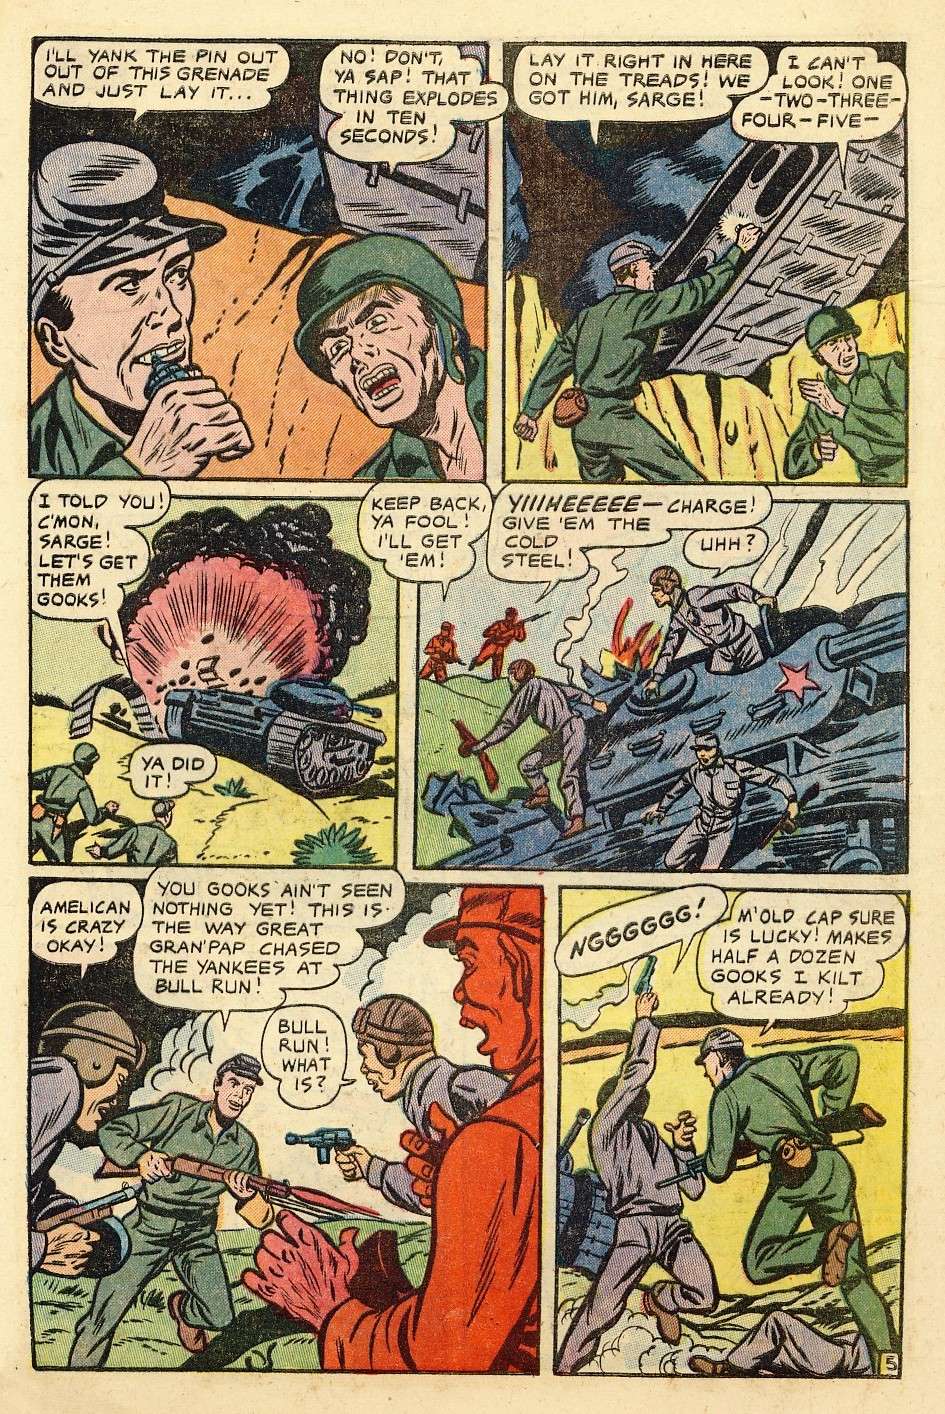 I'LL YANK THE PIN OUT
OUT OF THIS GRENADE
AND JUST LAY IT...
NO! DON'T,
YA SAP! THAT
THING EXPLODES
IN TEN
SECONDS!
LAY IT RIGHT IN HERE
ON THE TREADS! WE
GOT HIM, SARGE!
I CAN'T
LOOK! ONE
-TWO-THREE-
FOUR-FIVE-
I TOLD YOU!
C'MON,
SARGE!
LET'S GET
THEM
GOOKS!
YA DID
IT!
KEEP BACK,
YA FOOL!
I'LL GET
'EM!
YIIIHEEEEE- CHARGE!
GIVE 'EM THE
COLD
STEEL!
UHH?
AMELICAN
IS CRAZY
OKAY!
YOU GOOKS AIN'T SEEN
NOTHING YET! THIS IS
THE WAY GREAT
GRAN'PAP CHASED
THE YANKEES AT
BULL RUN!
BULL
RUN!
WHAT
IS?
NGGGGGG!
M'OLD CAP SURE
IS LUCKY! MAKES
HALF A DOZEN
GOOKS I KILT
ALREADY!
5